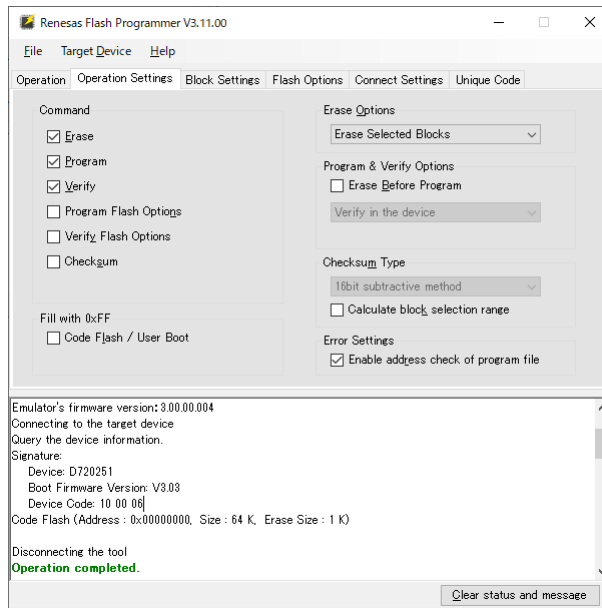 Renesas Flash Programmer V3.11.00
File Target Device Help
Operation Operation Settings Block Settings Flash Options Connect Settings Unique Code
Command
Erase
Program
Verify
Program Flash Options
Verify Flash Options
Checksum
Fill with 0xFF
Code Flash / User Boot
Erase Options
Erase Selected Blocks
Program & Verify Options
Erase Before Program
Verify in the device
Checksum Type
16bit subtractive method
Calculate block selection range
Error Settings
Enable address check of program file
Emulator's firmware version: 3.00.00.004
Connecting to the target device
Query the device information.
Signature:
Device: D720251
Boot Firmware Version: V3.03
Device Code: 10 00 06
Code Flash (Address : 0x00000000, Size : 64 K, Erase Size : 1 K)
Disconnecting the tool
Operation completed.
Clear status and message